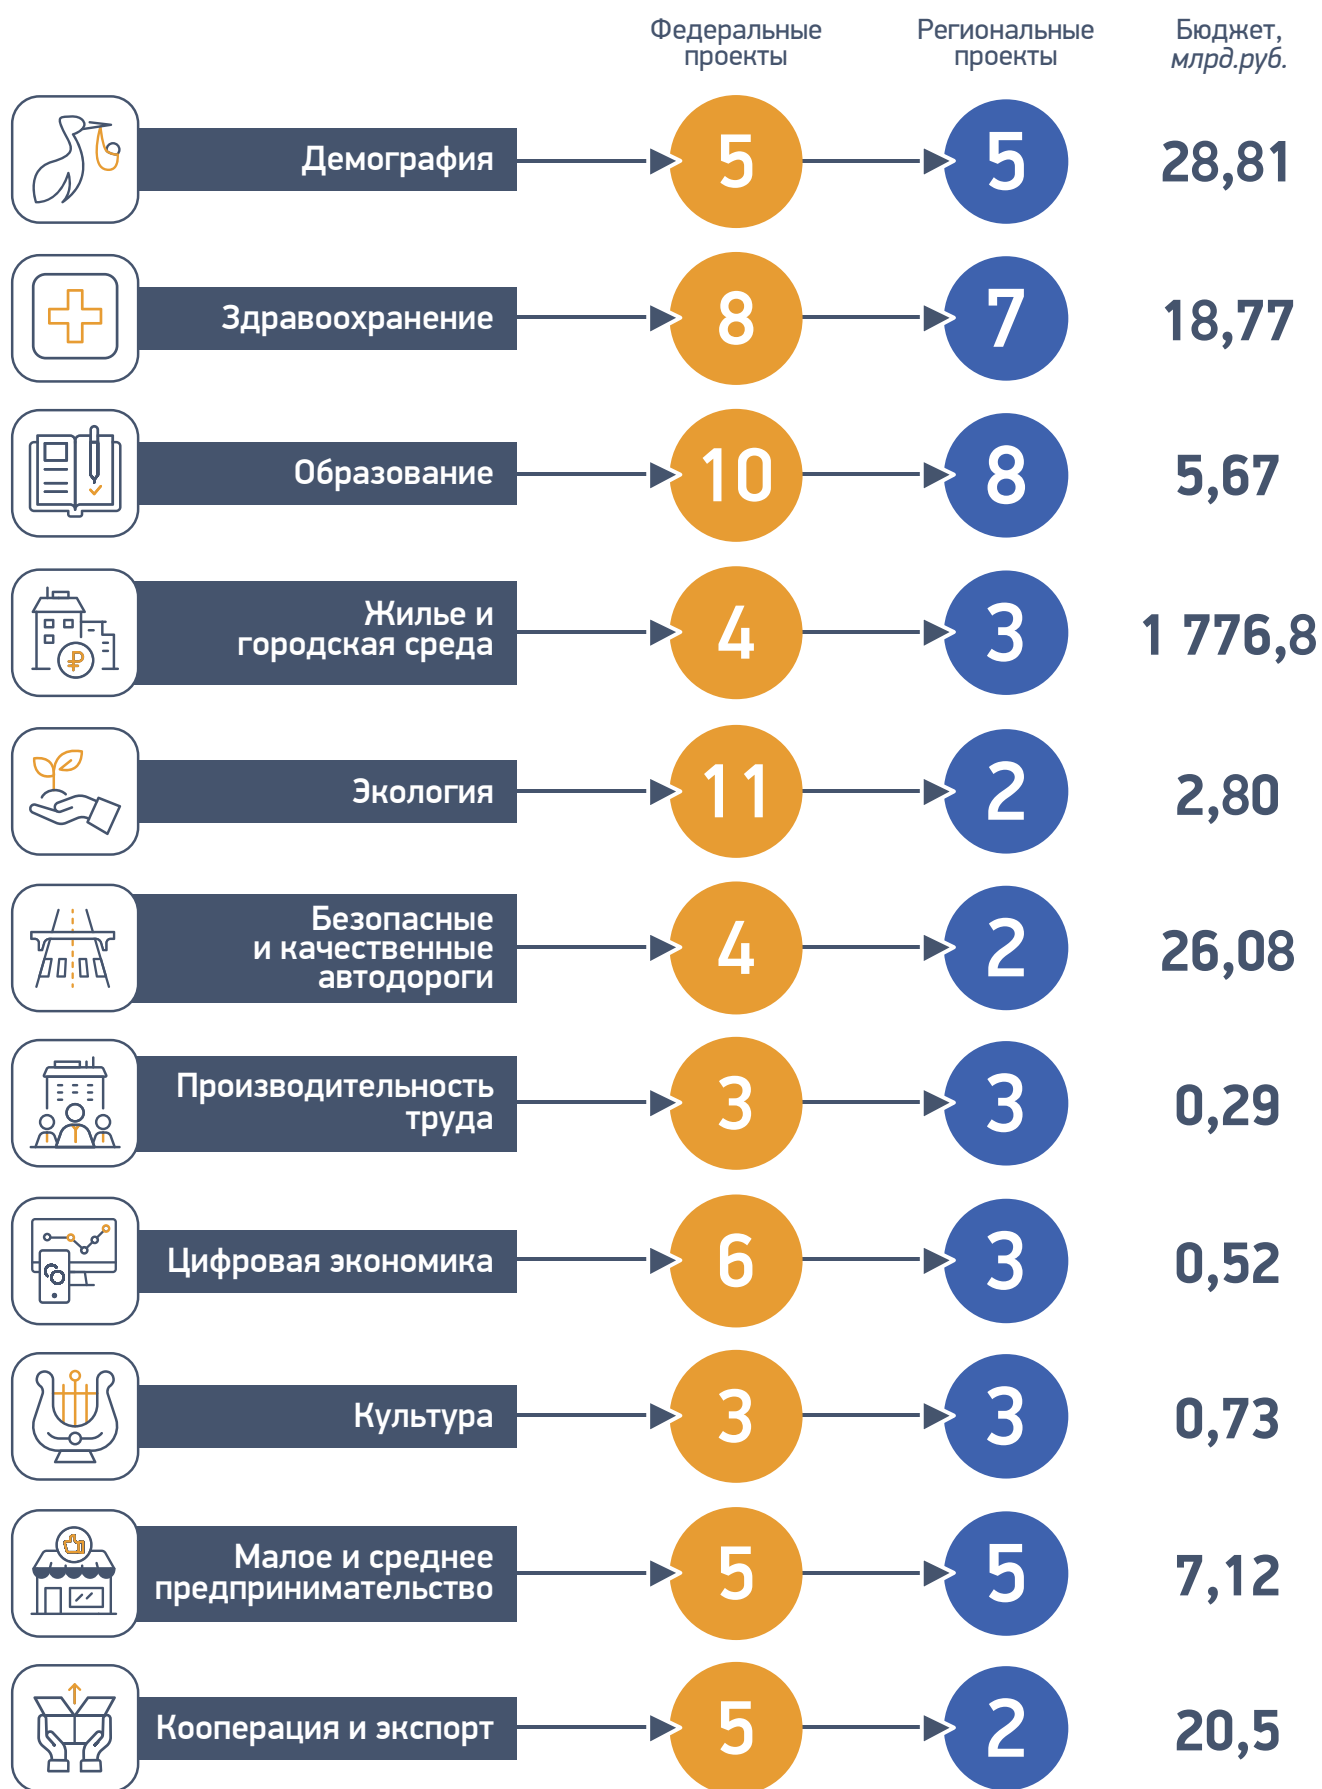 Федеральные
проекты
Региональные
проекты
Бюджет,
млрд.руб.
Демография
5
5
28,81
Здравоохранение
8
7
18,77
Образование
10
8
5,67
Жилье и
городская среда
4
3
1 776,8
Экология
11
2
2,80
Безопасные
и качественные
автодороги
4
2
26,08
Производительность
труда
3
3
0,29
Цифровая экономика
6
3
0,52
Культура
3
3
0,73
Малое и среднее
предпринимательство
5
5
7,12
Кооперация и экспорт
5
2
20,5